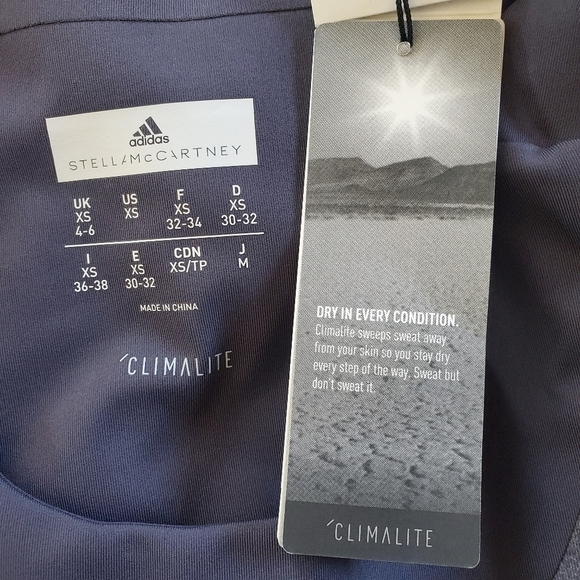 adidas
STELLAMcCARTNEY
UK US F D
XS XS XS XS
4-6 32-34 30-32
I E CDN J
XS XS XS/TP M
36-38 30-32
MADE IN CHINA
CLIMALITE
DRY IN EVERY CONDITION.
Climalite sweeps sweat away
from your skin so you stay dry
every step of the way. Sweat but
don't sweat it.
CLIMALITE